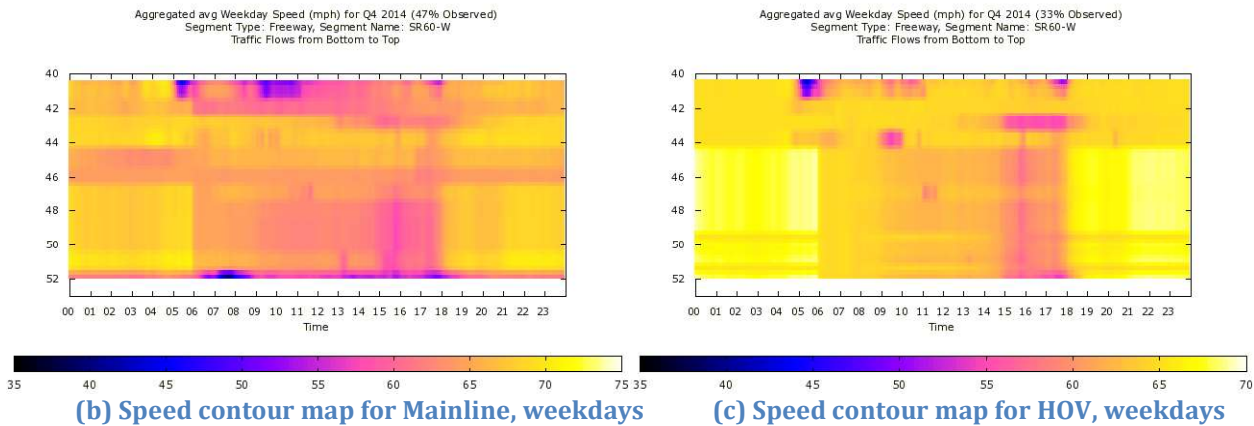 Aggregated avg Weekday Speed (mph) for Q4 2014 (47% Observed)
Segment Type: Freeway, Segment Name: SR60-W
Traffic Flows from Bottom to Top
40
42
44
46
48
50
52
00 01 02 03 04 05 06 07 08 09 10 11 12 13 14 15 16 17 18 19 20 21 22 23
Time
35 40 45 50 55 60 65 70 75
(b) Speed contour map for Mainline, weekdays
Aggregated avg Weekday Speed (mph) for Q4 2014 (33% Observed)
Segment Type: Freeway, Segment Name: SR60-W
Traffic Flows from Bottom to Top
40
42
44
46
48
50
52
00 01 02 03 04 05 06 07 08 09 10 11 12 13 14 15 16 17 18 19 20 21 22 23
Time
35 40 45 50 55 60 65 70
(c) Speed contour map for HOV, weekdays